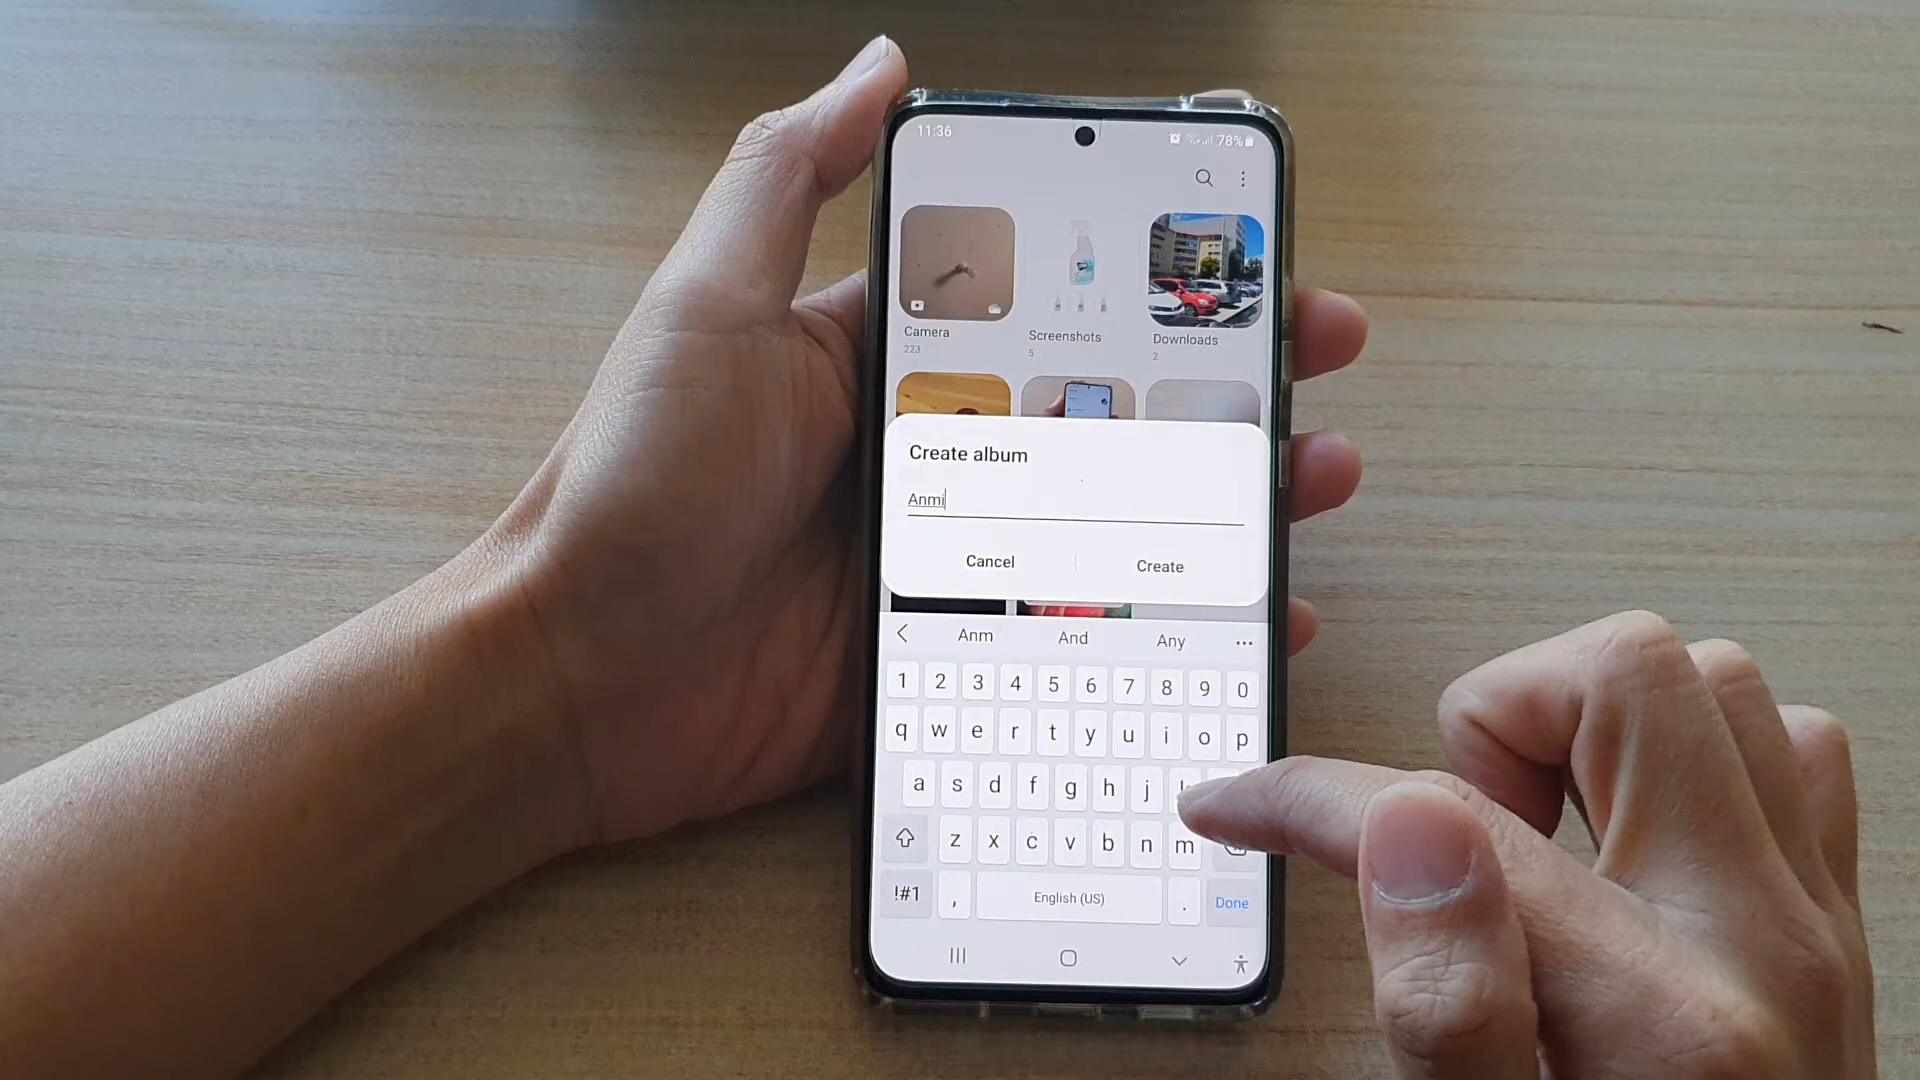 11:36 78%
Camera
223
Screenshots
5
Downloads
2
Create album
Anmi
Cancel Create
Anm And Any
1 2 3 4 5 6 7 8 9 0
q w e r t y u i o p
a s d f g h j
z x c v b n m
!#1 , English (US) . Done